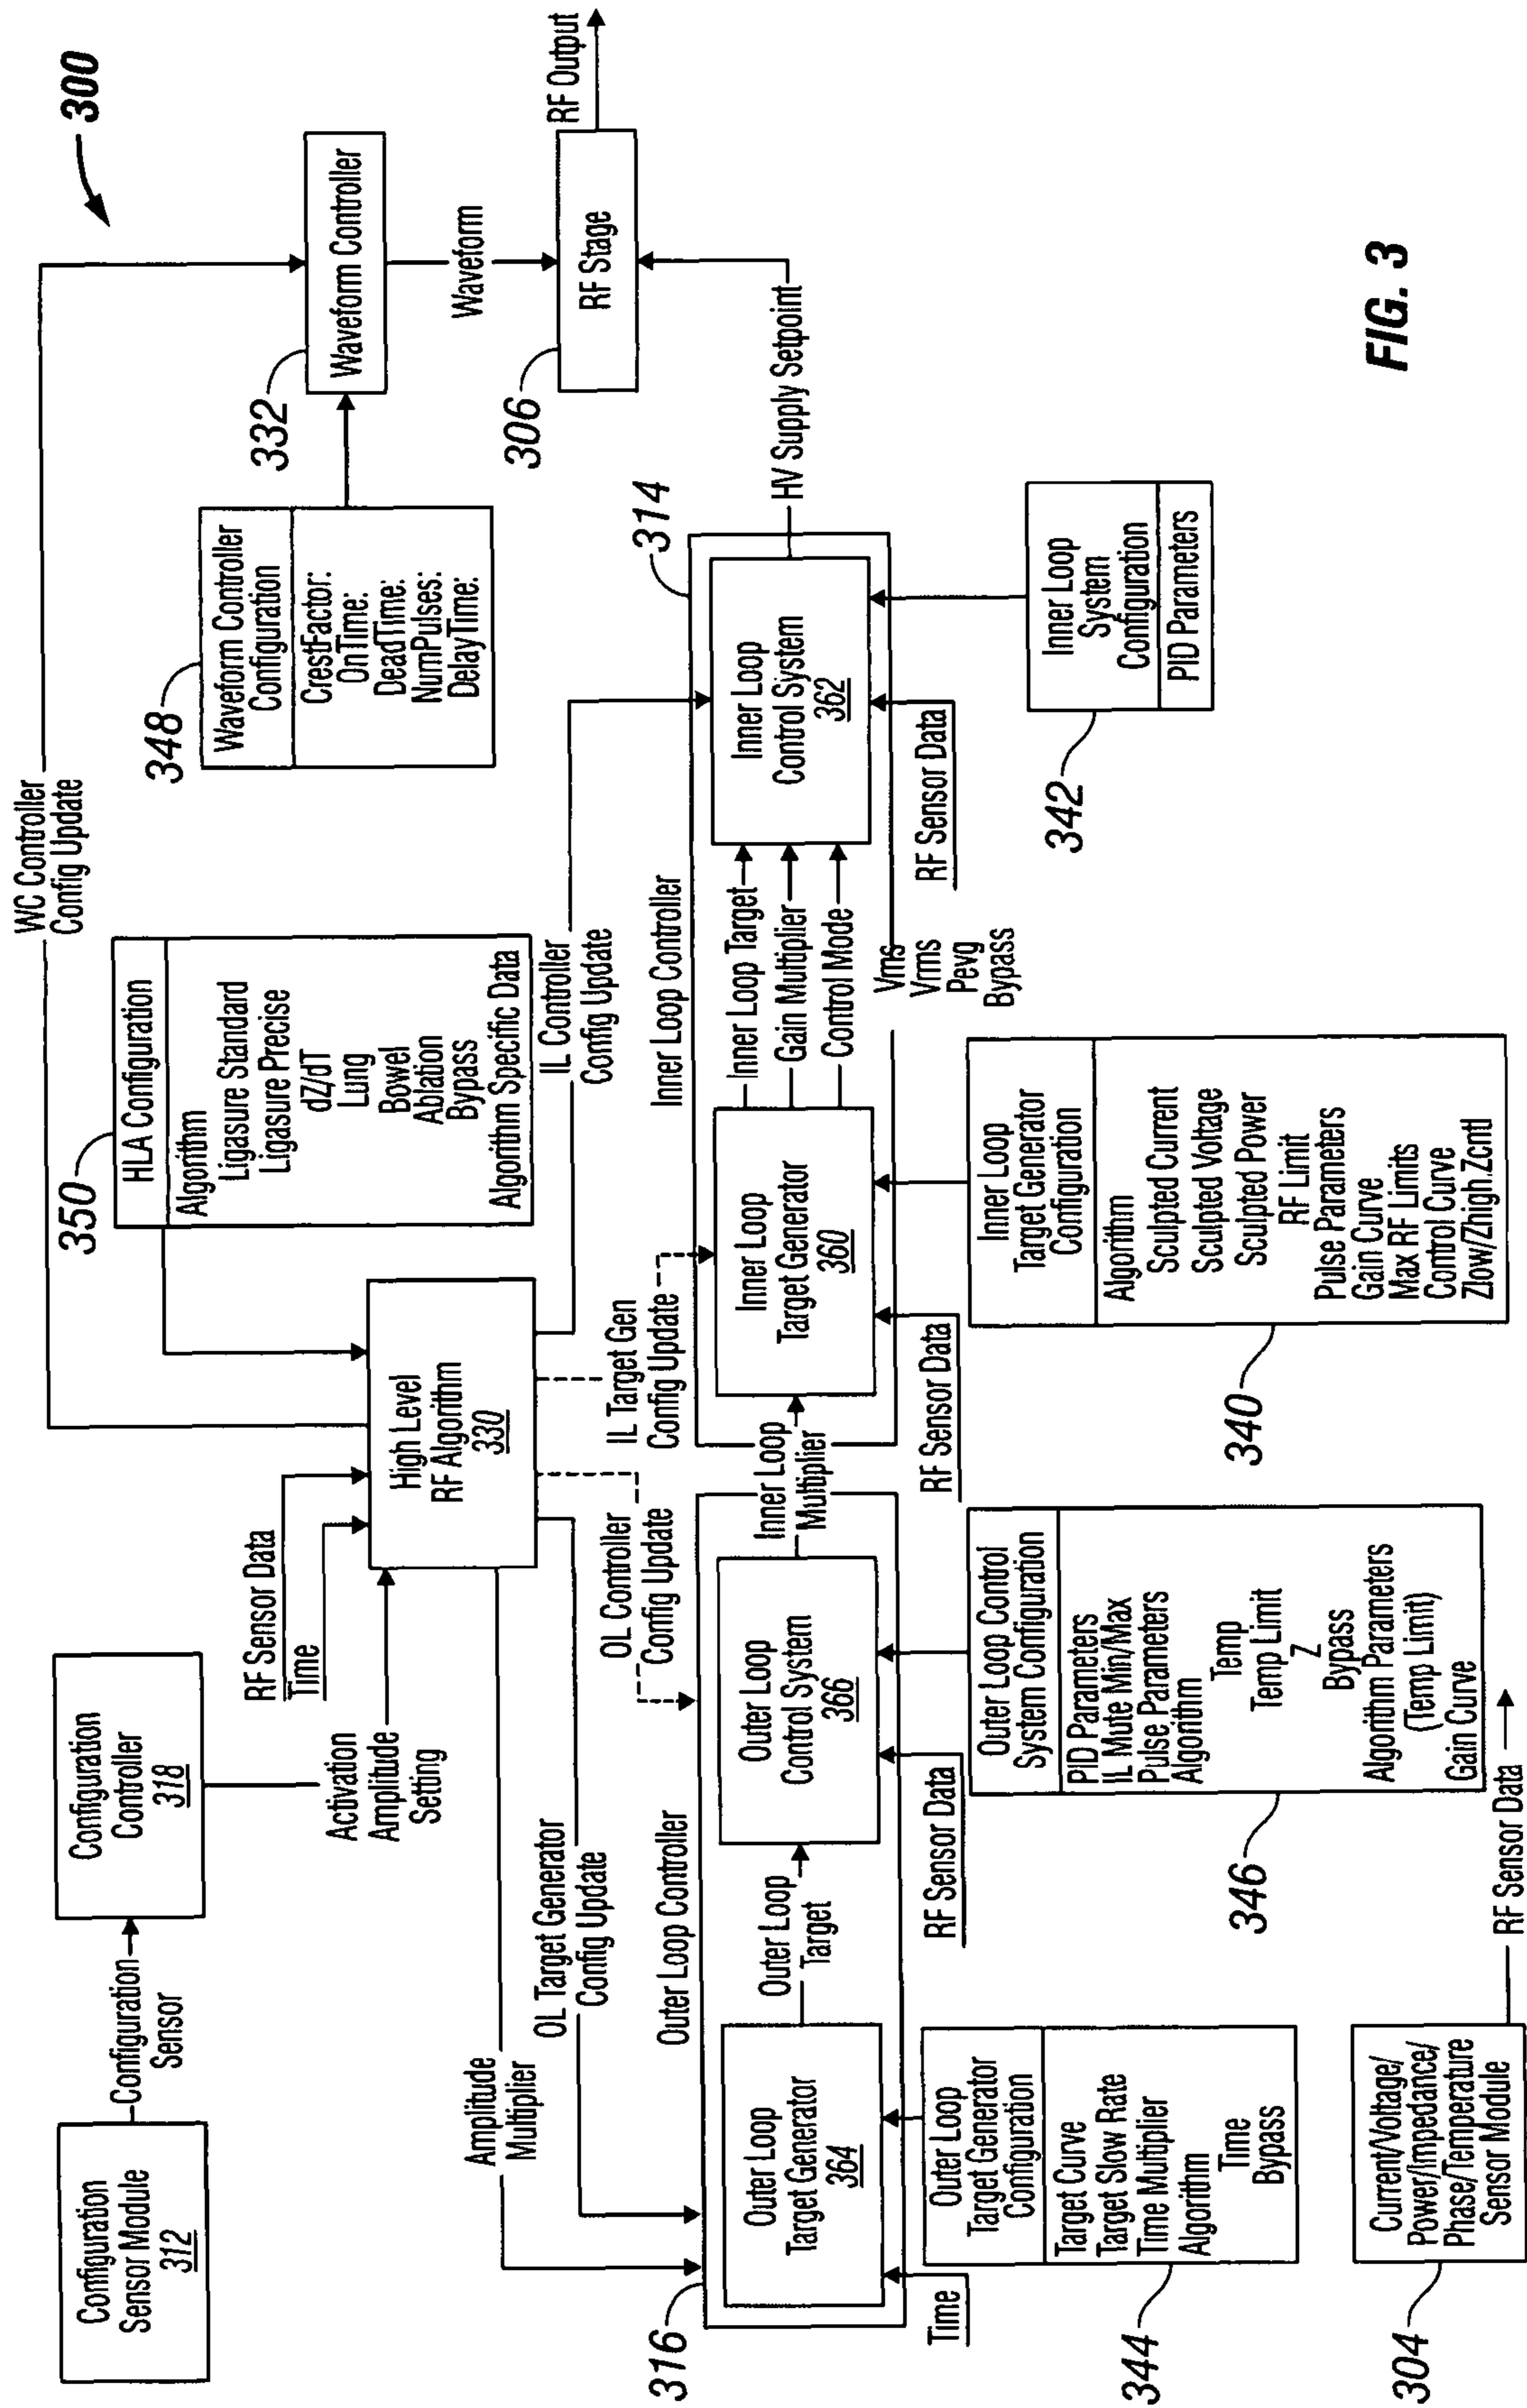 300
WC Controller
Config Update
350
HLA Configuration
Algorithm
Ligasure Standard
Ligasure Precise
dZ/dT
Lung
Bowel
Ablation
Bypass
Algorithm Specific Data
348
Waveform Controller
Configuration
CrestFactor:
OnTime:
DeadTime:
NumPulses:
DelayTime:
332
Waveform Controller
Waveform
306
RF Stage
RF Output
HV Supply Setpoint
Configuration
Sensor Module
312
Configuration
Sensor
Configuration
Controller
318
Activation
Amplitude
Setting
RF Sensor Data
Time
High Level
RF Algorithm
330
Amplitude
Multiplier
OL Target Generator
Config Update
OL Controller
Config Update
IL Target Gen
Config Update
IL Controller
Config Update
316
Outer Loop Controller
Outer Loop
Target Generator
364
Outer Loop
Target
Outer Loop
Control System
366
Inner Loop
Multiplier
Inner Loop Controller
314
Inner Loop
Target Generator
360
Inner Loop Target
Gain Multiplier
Control Mode
Inner Loop
Control System
362
Time
RF Sensor Data
RF Sensor Data
Vms
Vrms
Pevg
Bypass
RF Sensor Data
344
Outer Loop
Target Generator
Configuration
Target Curve
Target Slow Rate
Time Multiplier
Algorithm
Time
Bypass
346
Outer Loop Control
System Configuration
PID Parameters
IL Mute Min/Max
Pulse Parameters
Algorithm
Temp
Temp Limit
Z
Bypass
Algorithm Parameters
(Temp Limit)
Gain Curve
340
Inner Loop
Target Generator
Configuration
Algorithm
Sculpted Current
Sculpted Voltage
Sculpted Power
RF Limit
Pulse Parameters
Gain Curve
Max RF Limits
Control Curve
Zlow/Zhigh Zcntl
342
Inner Loop
System
Configuration
PID Parameters
304
Current/Voltage/
Power/Impedance/
Phase/Temperature
Sensor Module
RF Sensor Data
FIG. 3